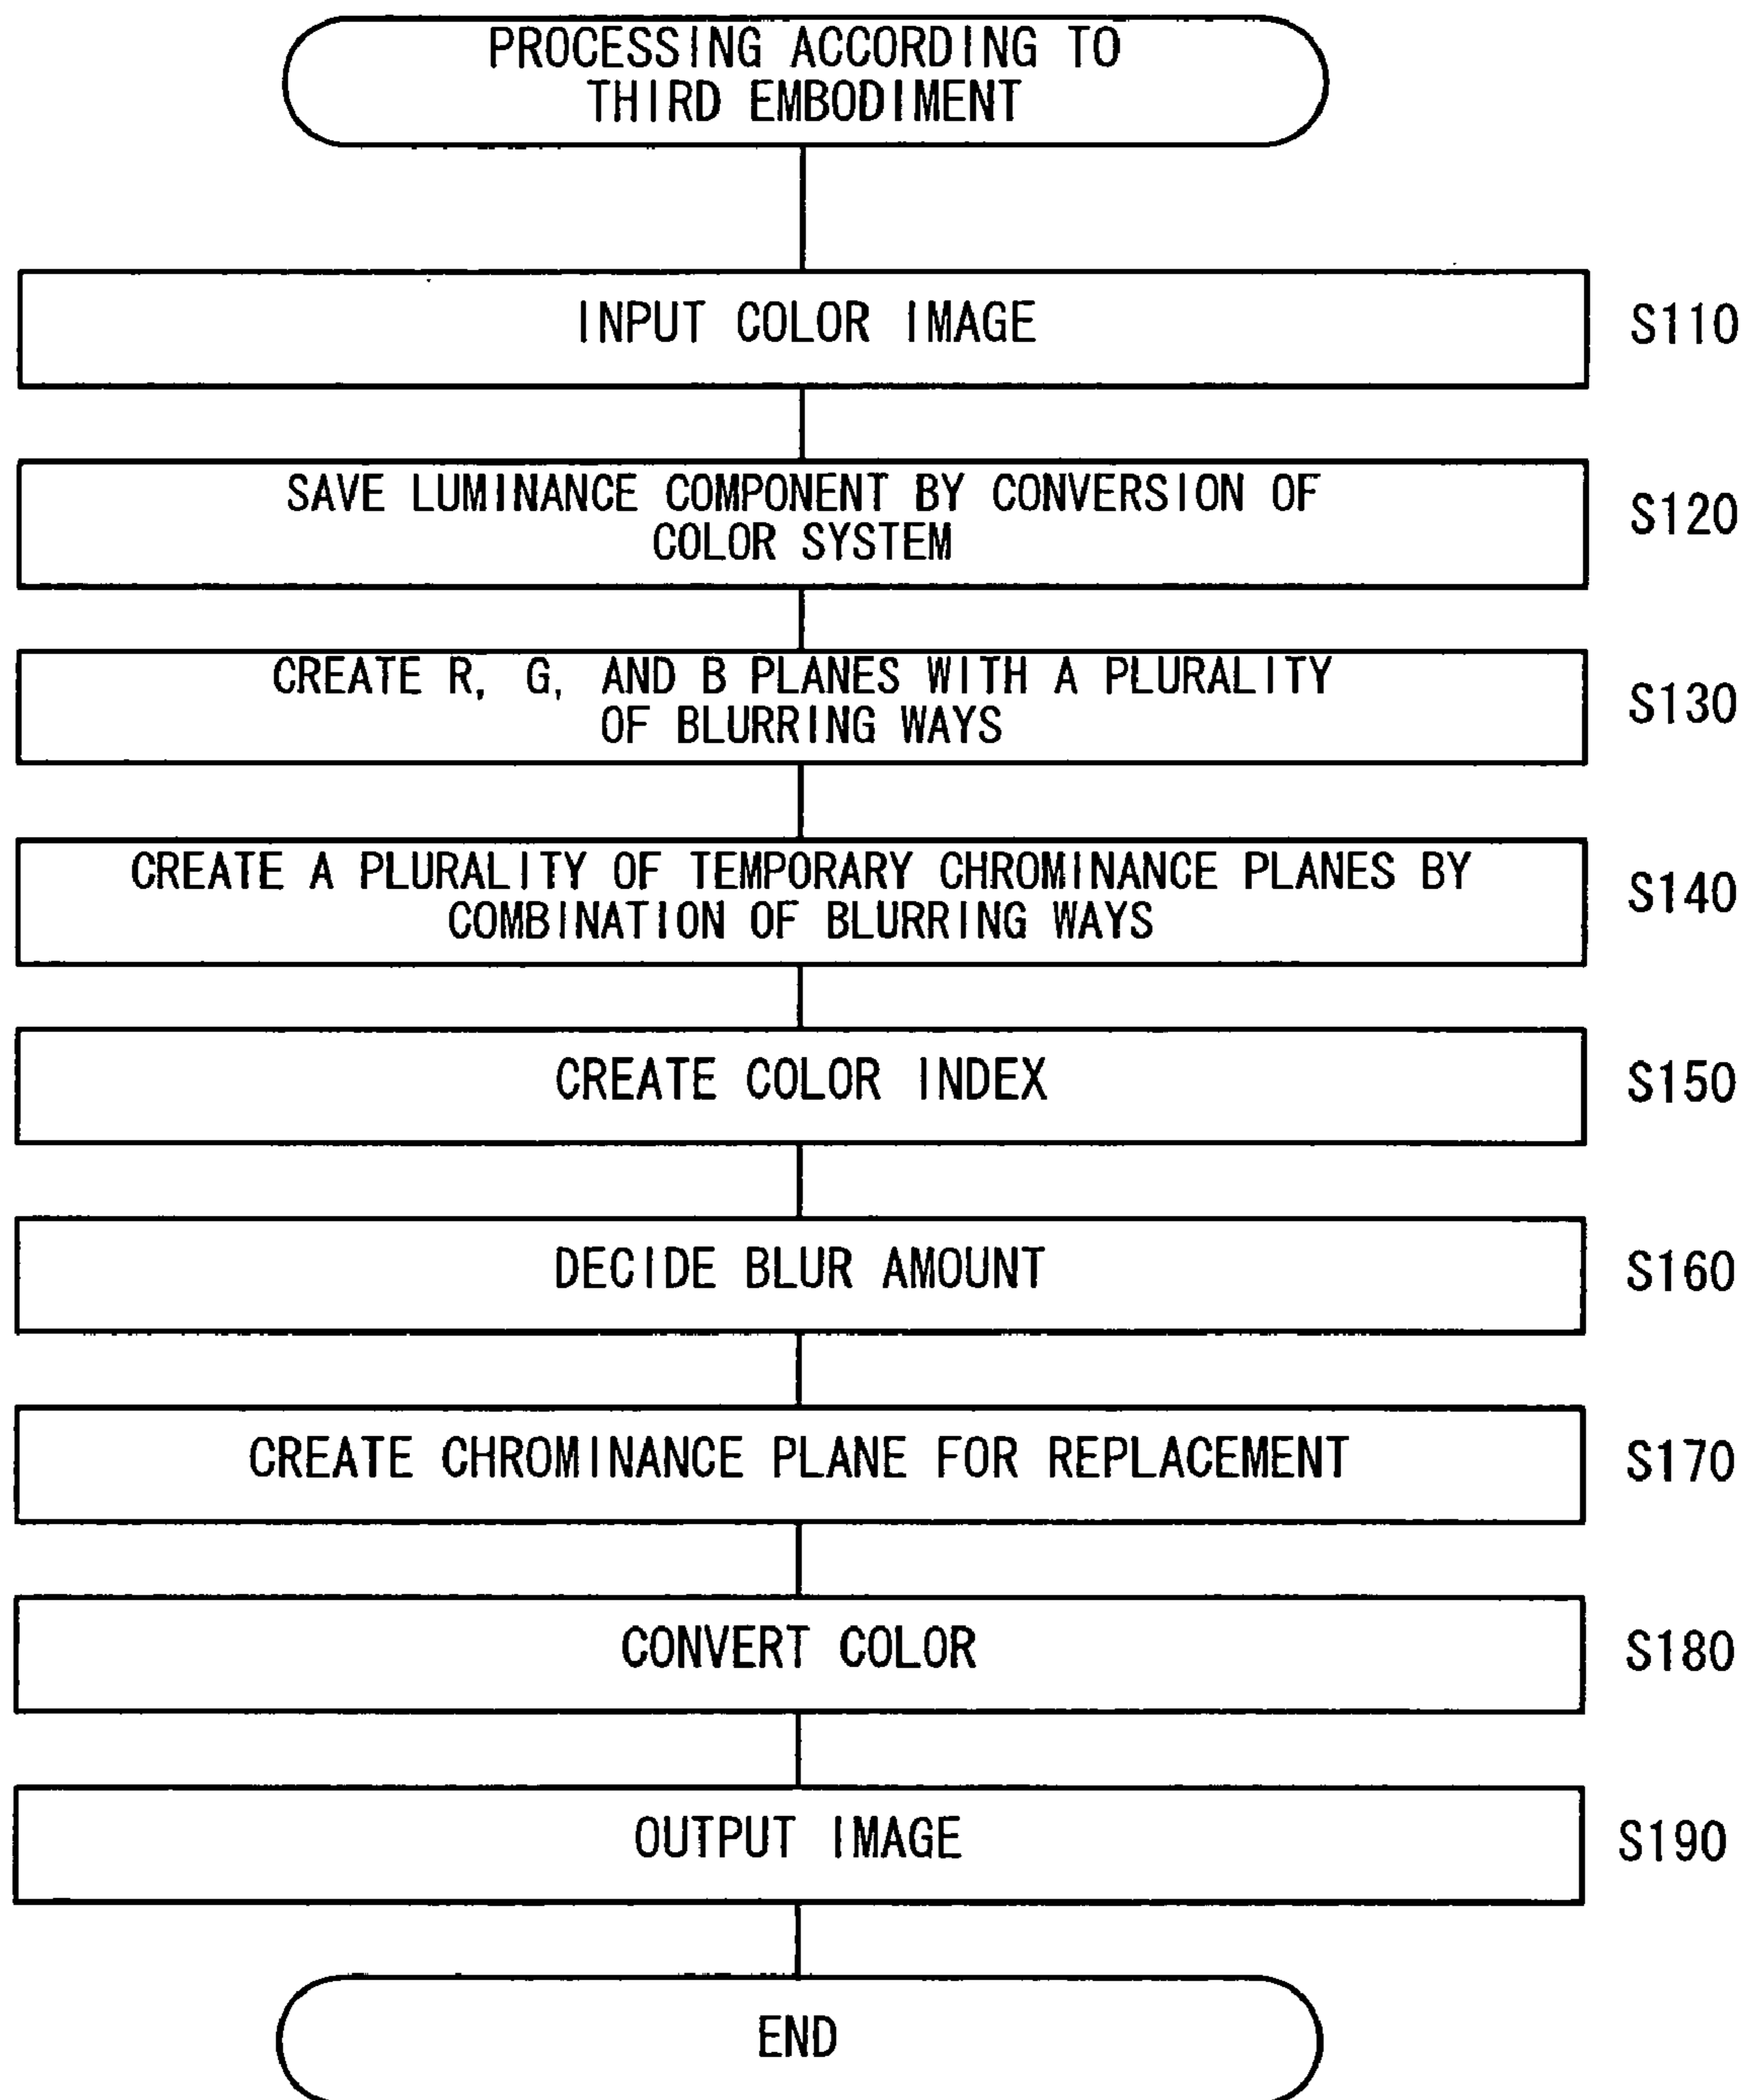 PROCESSING ACCORDING TO
THIRD EMBODIMENT
INPUT COLOR IMAGE
S110
SAVE LUMINANCE COMPONENT BY CONVERSION OF
COLOR SYSTEM
S120
CREATE R, G, AND B PLANES WITH A PLURALITY
OF BLURRING WAYS
S130
CREATE A PLURALITY OF TEMPORARY CHROMINANCE PLANES BY
COMBINATION OF BLURRING WAYS
S140
CREATE COLOR INDEX
S150
DECIDE BLUR AMOUNT
S160
CREATE CHROMINANCE PLANE FOR REPLACEMENT
S170
CONVERT COLOR
S180
OUTPUT IMAGE
S190
END